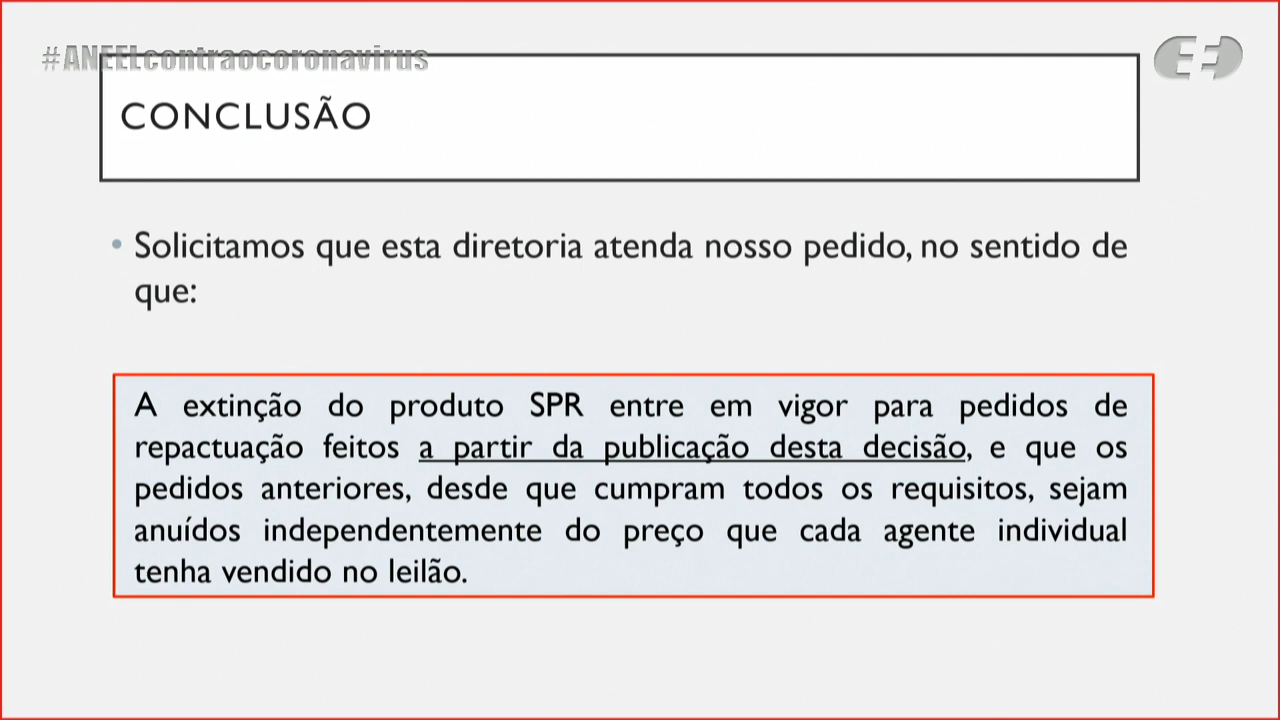 #ANEELcontraocoronavirus
CONCLUSÃO
• Solicitamos que esta diretoria atenda nosso pedido, no sentido de
que:
A extinção do produto SPR entre em vigor para pedidos de
repactuação feitos a partir da publicação desta decisão, e que os
pedidos anteriores, desde que cumpram todos os requisitos, sejam
anuídos independentemente do preço que cada agente individual
tenha vendido no leilão.